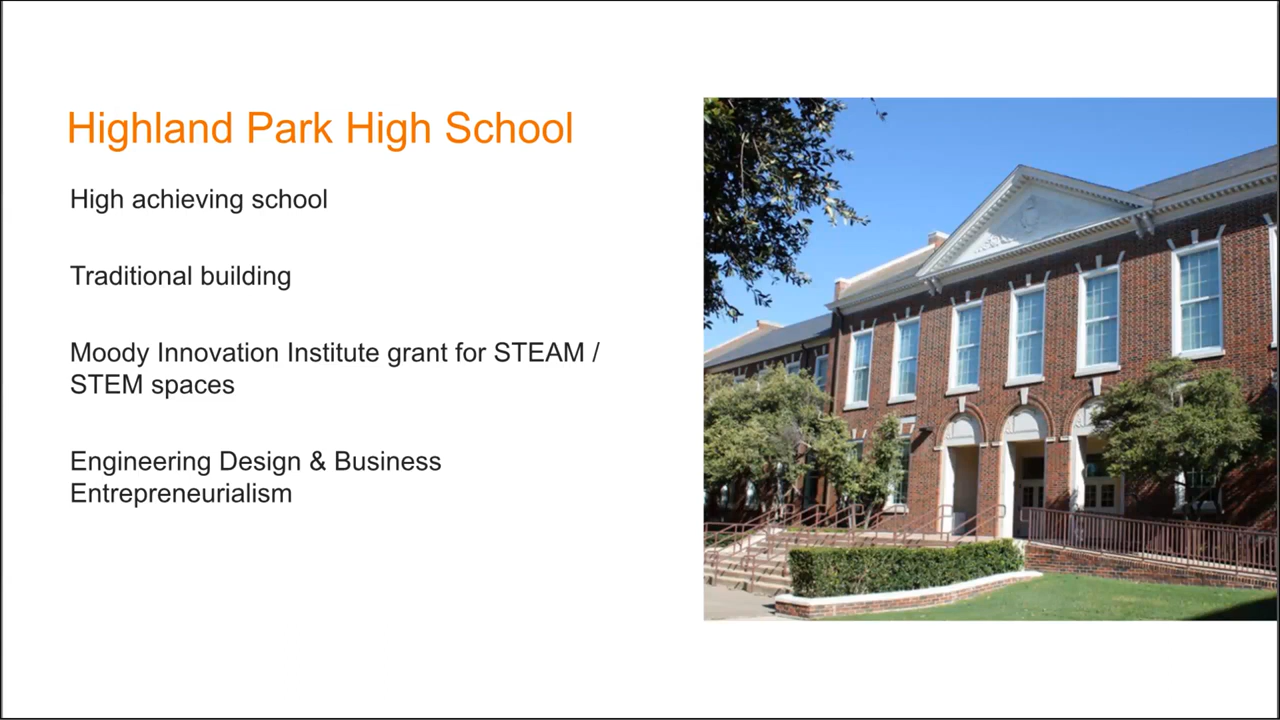 Highland Park High School
High achieving school
Traditional building
Moody Innovation Institute grant for STEAM /
STEM spaces
Engineering Design & Business
Entrepreneurialism